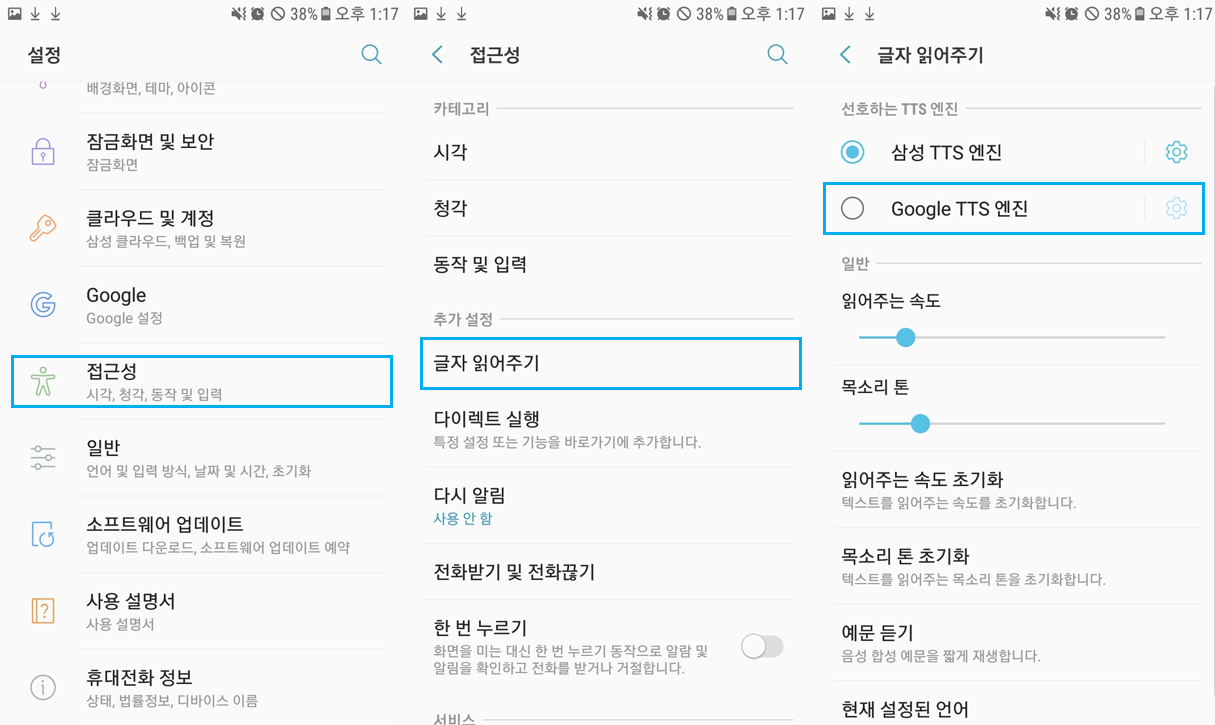 38% 오후 1:17
설정
배경화면, 테마, 아이콘
잠금화면 및 보안
잠금화면
클라우드 및 계정
삼성 클라우드, 백업 및 복원
Google
Google 설정
접근성
시각, 청각, 동작 및 입력
일반
언어 및 입력 방식, 날짜 및 시간, 초기화
소프트웨어 업데이트
업데이트 다운로드, 소프트웨어 업데이트 예약
사용 설명서
사용 설명서
휴대전화 정보
상태, 법률정보, 디바이스 이름
38% 오후 1:17
접근성
카테고리
시각
청각
동작 및 입력
추가 설정
글자 읽어주기
다이렉트 실행
특정 설정 또는 기능을 바로가기에 추가합니다.
다시 알림
사용 안 함
전화받기 및 전화끊기
한 번 누르기
화면을 미는 대신 한 번 누르기 동작으로 알람 및
알림을 확인하고 전화를 받거나 거절합니다.
서비스
38% 오후 1:17
글자 읽어주기
선호하는 TTS 엔진
삼성 TTS 엔진
Google TTS 엔진
일반
읽어주는 속도
목소리 톤
읽어주는 속도 초기화
텍스트를 읽어주는 속도를 초기화합니다.
목소리 톤 초기화
텍스트를 읽어주는 목소리 톤을 초기화합니다.
예문 듣기
음성 합성 예문을 짧게 재생합니다.
현재 설정된 언어